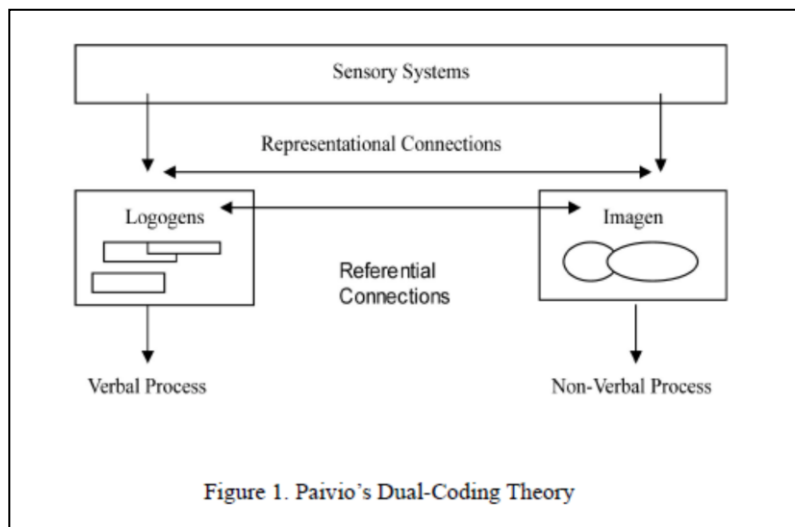 Sensory Systems
Representational Connections
Logogens
Imagen
Referential
Connections
Verbal Process
Non-Verbal Process
Figure 1. Paivio's Dual-Coding Theory